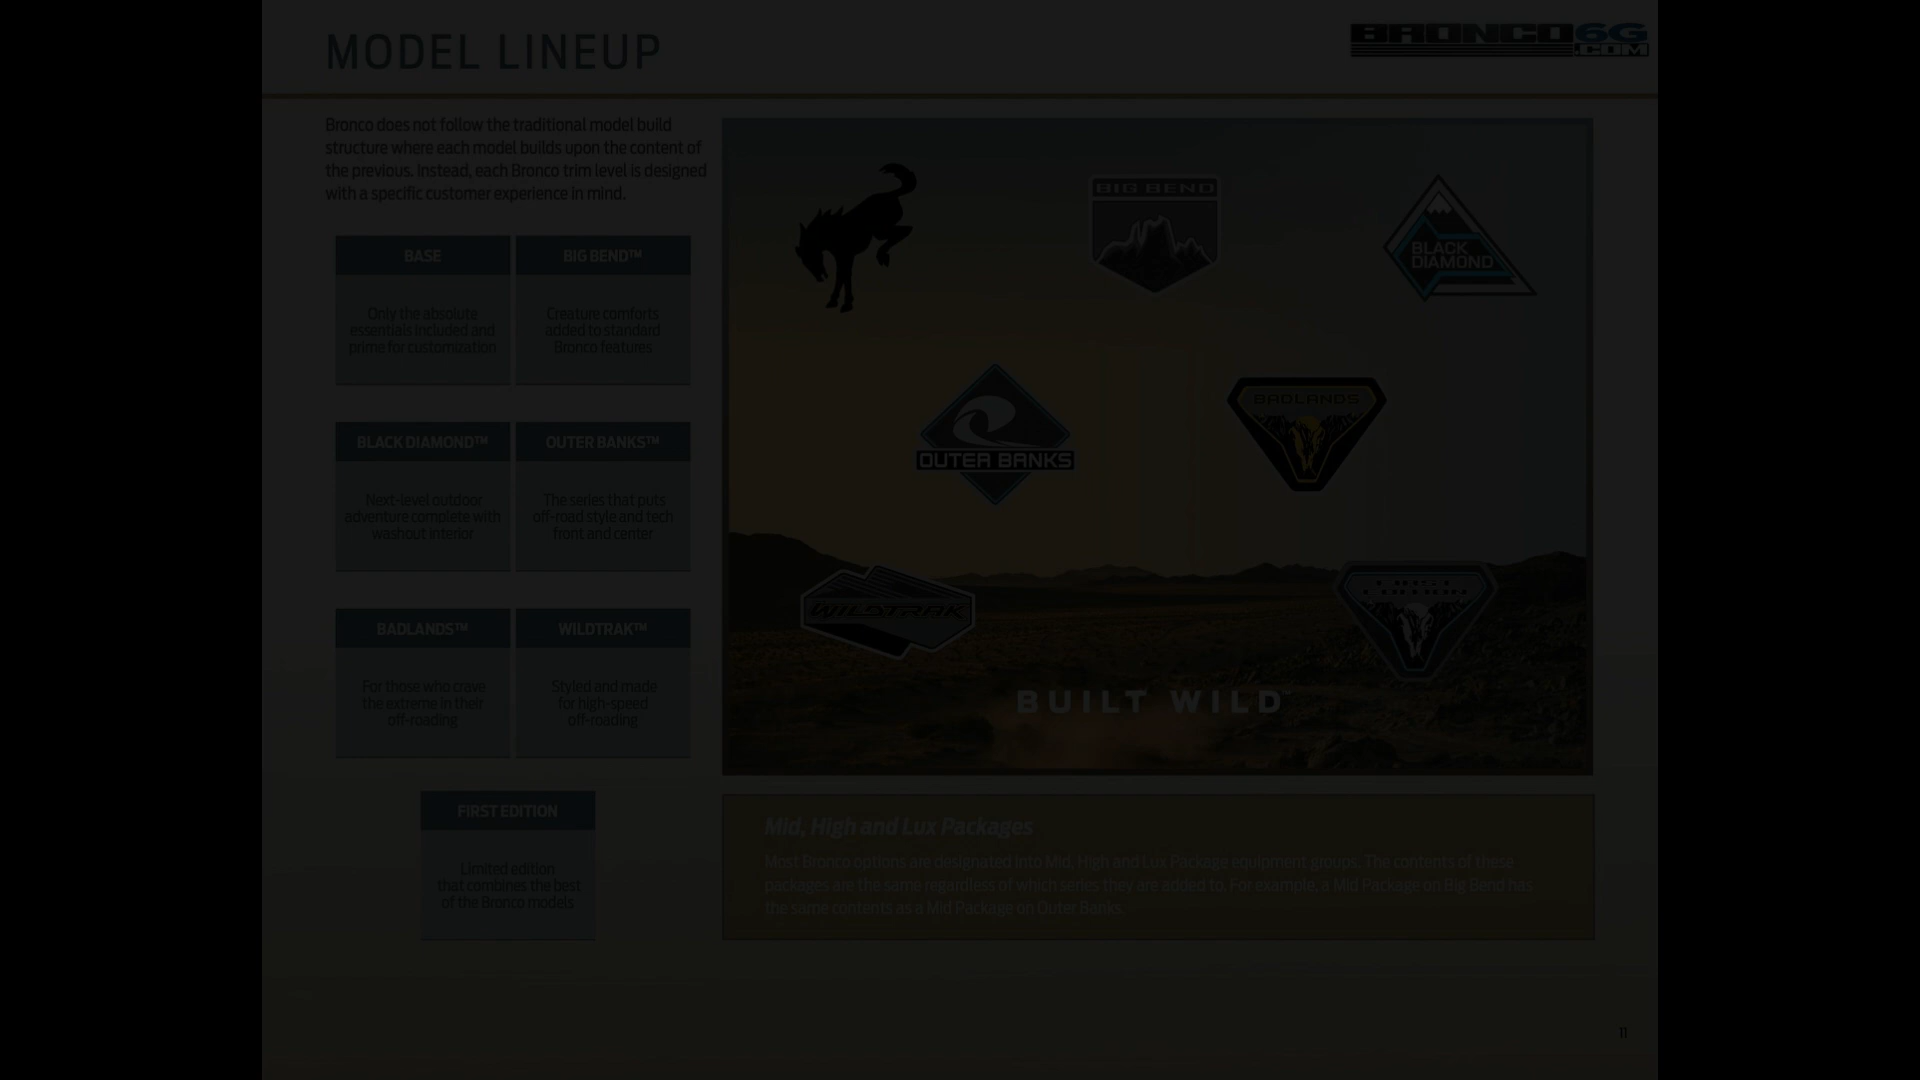 MODEL LINEUP
BRONCO6G
.COM
Bronco does not follow the traditional model build
structure where each model builds upon the content of
the previous. Instead, each Bronco trim level is designed
with a specific customer experience in mind.
BASE
Only the absolute
essentials included and
prime for customization
BIG BEND™
Creature comforts
added to standard
Bronco features
BLACK DIAMOND™
Next-level outdoor
adventure complete with
washout interior
OUTER BANKS™
The series that puts
off-road style and tech
front and center
BADLANDS™
For those who crave
the extreme in their
off-roading
WILDTRAK™
Styled and made
for high-speed
off-roading
FIRST EDITION
Limited edition
that combines the best
of the Bronco models
BIG BEND
BLACK
DIAMOND
OUTER BANKS
BADLANDS
WILDTRAK
FIRST
EDITION
BUILT WILD™
Mid, High and Lux Packages
Most Bronco options are designated into Mid, High and Lux Package equipment groups. The contents of these
packages are the same regardless of which series they are added to. For example, a Mid Package on Big Bend has
the same contents as a Mid Package on Outer Banks.
11